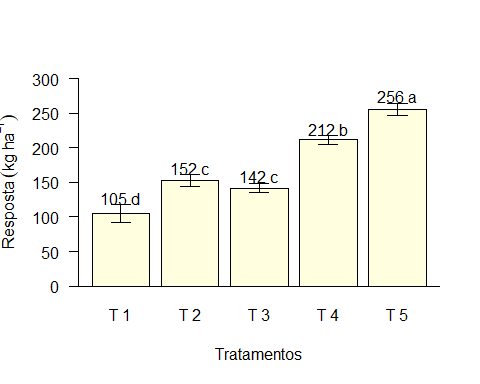 Resposta (kg ha⁻¹)
300
250
200
150
100
50
0
105 d
152 c
142 c
212 b
256 a
T 1
T 2
T 3
T 4
T 5
Tratamentos